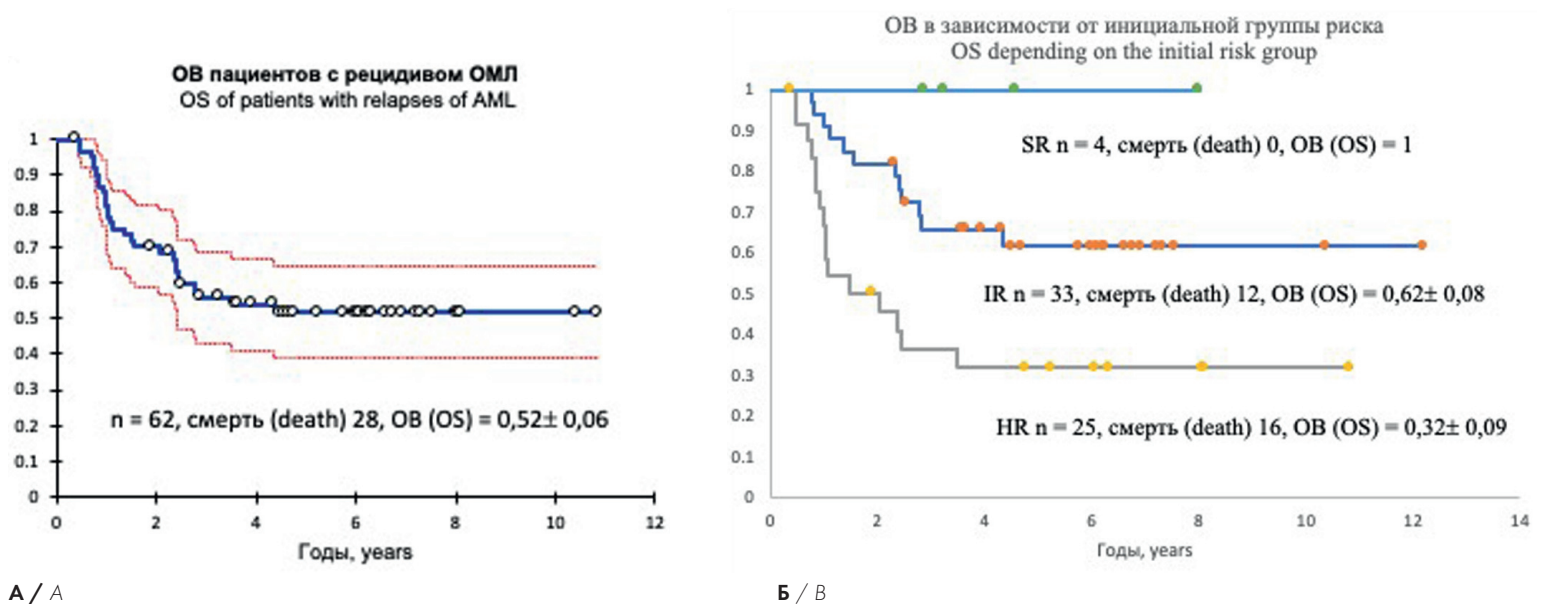 ОВ пациентов с рецидивом ОМЛ
OS of patients with relapses of AML
1
0.9
0.8
0.7
0.6
0.5
0.4
0.3
0.2
0.1
0
n = 62, смерть (death) 28, ОВ (OS) = 0,52± 0,06
0 2 4 6 8 10 12
Годы, years
А / A
ОВ в зависимости от инициальной группы риска
OS depending on the initial risk group
1
0.9
0.8
0.7
0.6
0.5
0.4
0.3
0.2
0.1
0
SR n = 4, смерть (death) 0, ОВ (OS) = 1
IR n = 33, смерть (death) 12, ОВ (OS) = 0,62± 0,08
HR n = 25, смерть (death) 16, ОВ (OS) = 0,32± 0,09
0 2 4 6 8 10 12 14
Годы, years
Б / B